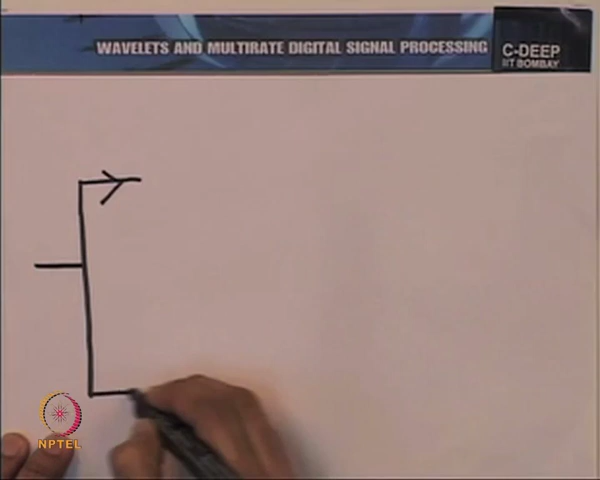 WAVELETS AND MULTIRATE DIGITAL SIGNAL PROCESSING
C-DEEP
IIT BOMBAY
NPTEL